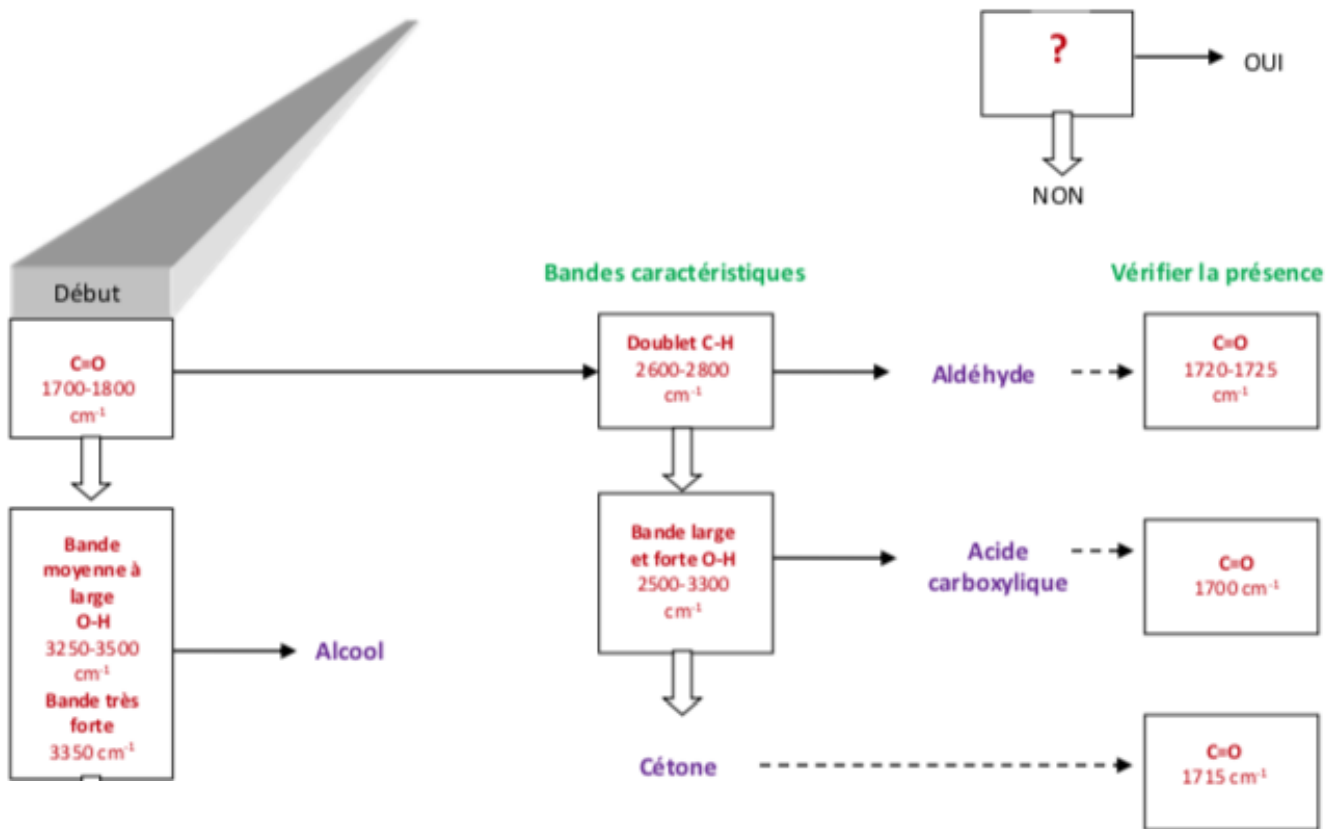 ?
OUI
NON
Début
Bandes caractéristiques
Vérifier la présence
C=O
1700-1800
cm⁻¹
Doublet C-H
2600-2800
cm⁻¹
Aldéhyde
C=O
1720-1725
cm⁻¹
Bande
moyenne à
large
O-H
3250-3500
cm⁻¹
Bande très
forte
3350 cm⁻¹
Alcool
Bande large
et forte O-H
2500-3300
cm⁻¹
Acide
carboxylique
C=O
1700 cm⁻¹
Cétone
C=O
1715 cm⁻¹